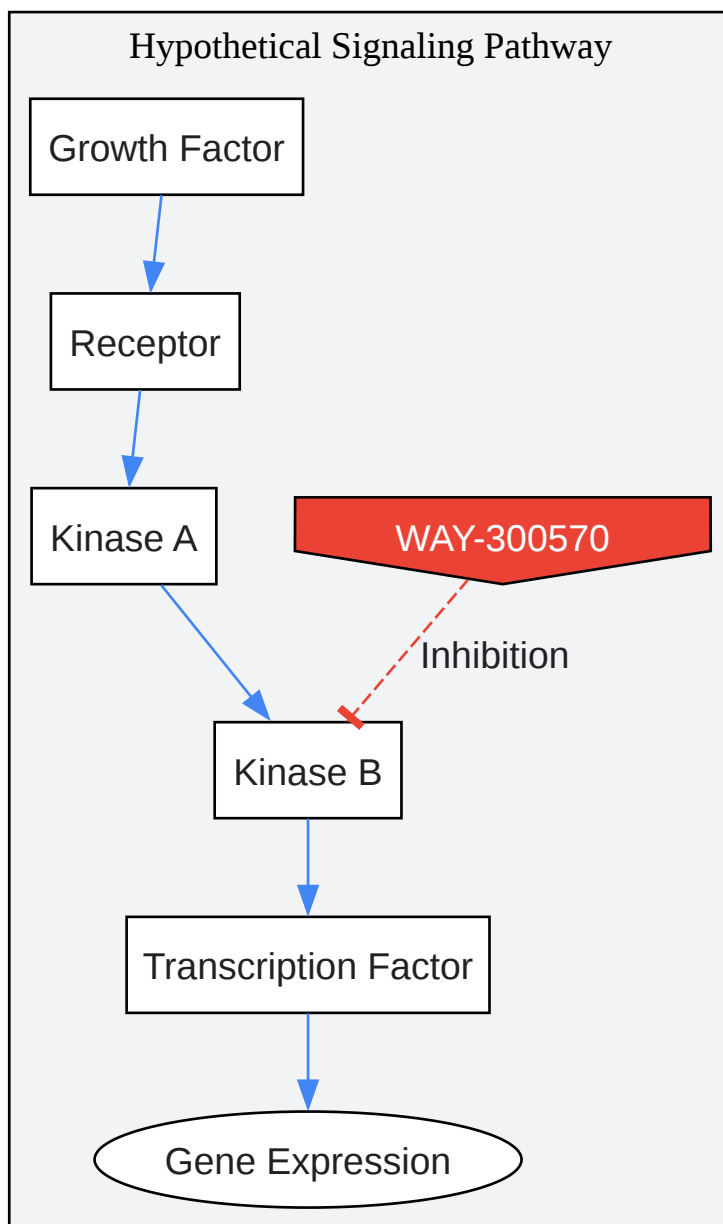 Hypothetical Signaling Pathway
Growth Factor
Receptor
Kinase A
WAY-300570
Inhibition
Kinase B
Transcription Factor
Gene Expression